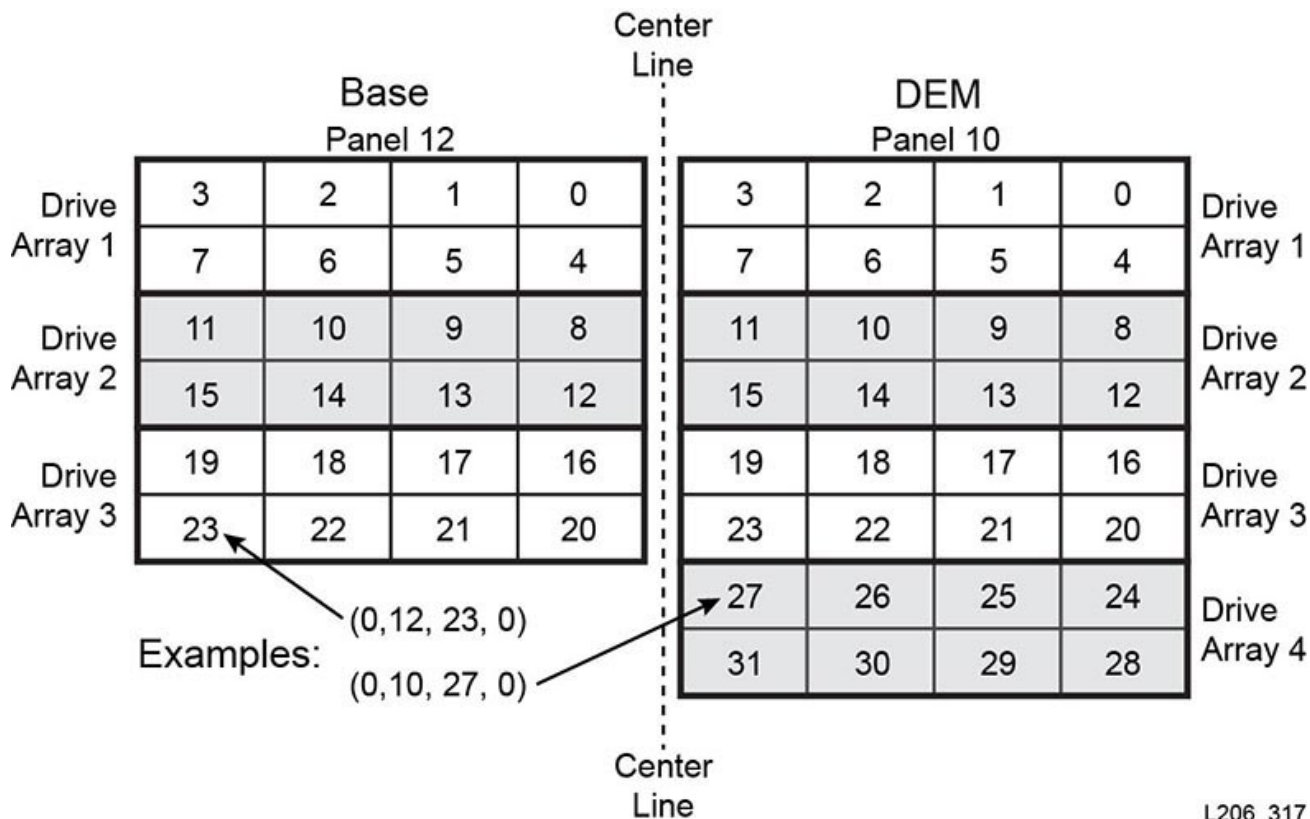 Center
Line
Base
Panel 12
DEM
Panel 10
Drive
Array 1
3 2 1 0
7 6 5 4
3 2 1 0
7 6 5 4
Drive
Array 1
Drive
Array 2
11 10 9 8
15 14 13 12
11 10 9 8
15 14 13 12
Drive
Array 2
Drive
Array 3
19 18 17 16
23 22 21 20
19 18 17 16
23 22 21 20
Drive
Array 3
27 26 25 24
31 30 29 28
Drive
Array 4
Examples:
(0,12, 23, 0)
(0,10, 27, 0)
Center
Line
L206_317